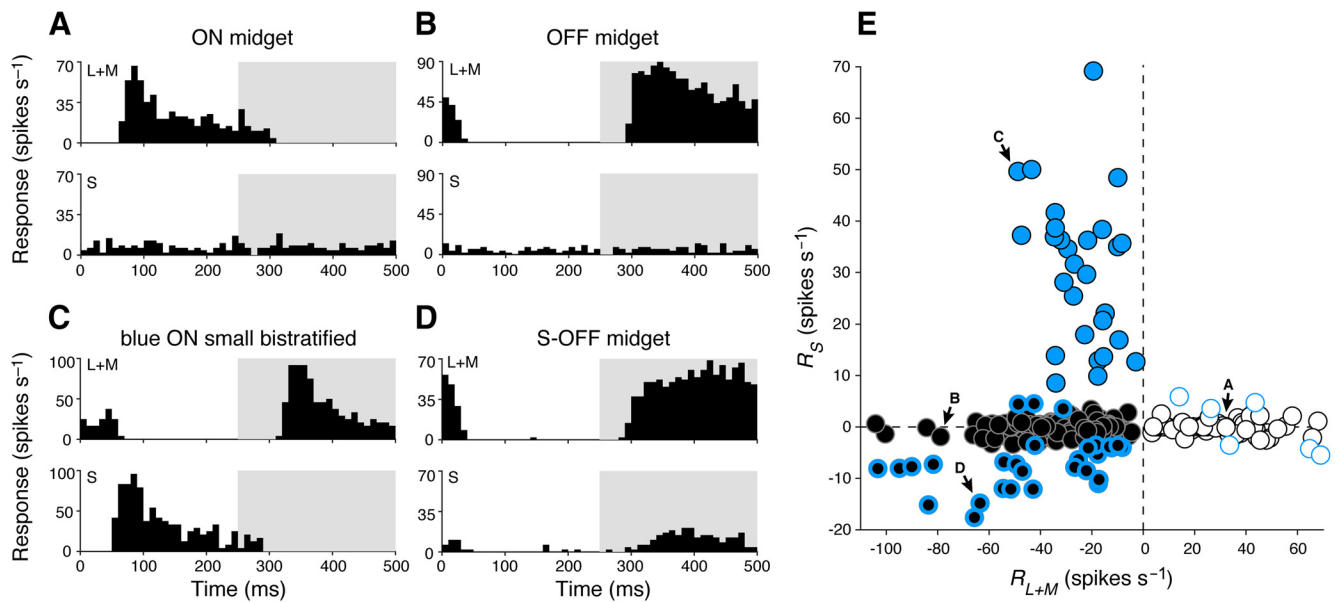 A
ON midget
Response (spikes s⁻¹)
70
35
0
L+M
70
35
0
S
0
100
200
300
400
500
B
OFF midget
90
45
0
L+M
90
45
0
S
0
100
200
300
400
500
C
blue ON small bistratified
Response (spikes s⁻¹)
100
50
0
L+M
100
50
0
S
0
100
200
300
400
500
Time (ms)
D
S-OFF midget
70
35
0
L+M
70
35
0
S
0
100
200
300
400
500
Time (ms)
E
R_S (spikes s⁻¹)
70
60
50
40
30
20
10
0
-10
-20
C
B
A
D
-100
-80
-60
-40
-20
0
20
40
60
R_L+M (spikes s⁻¹)